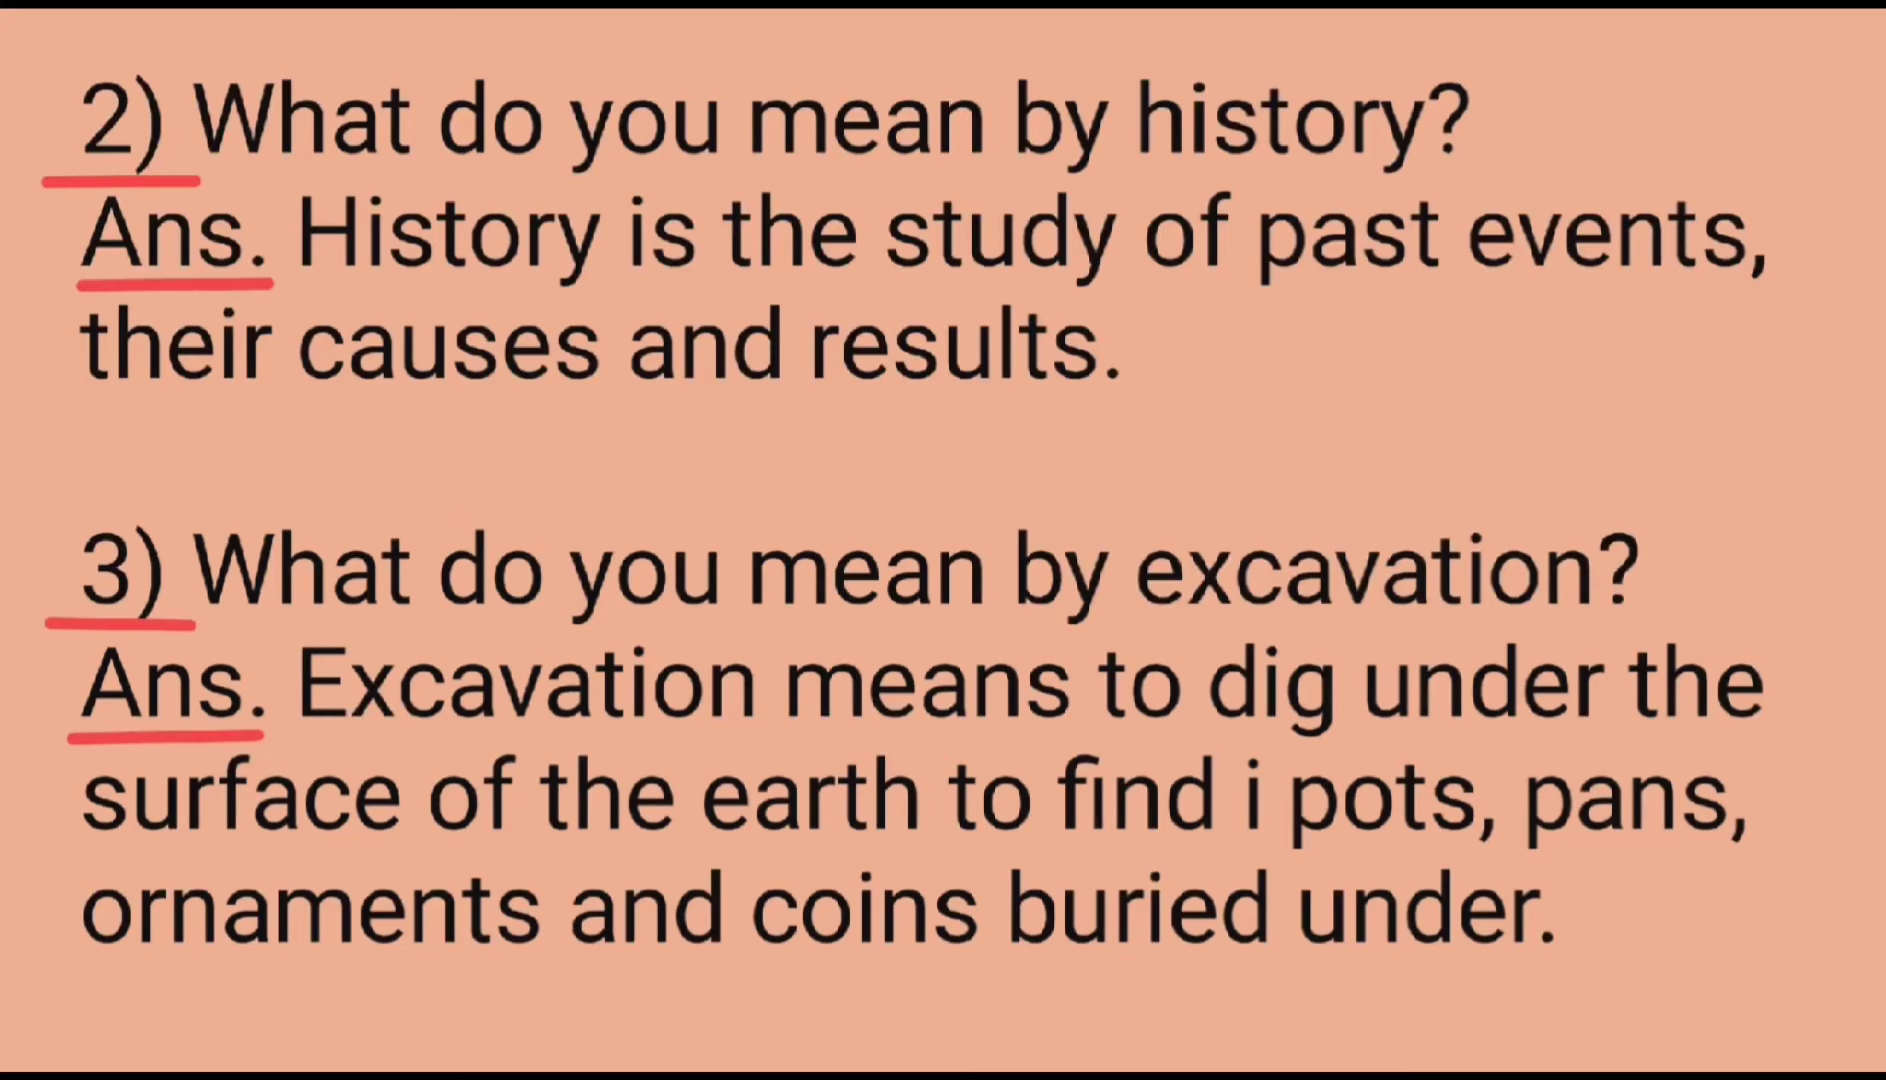 2) What do you mean by history?
Ans. History is the study of past events,
their causes and results.
3) What do you mean by excavation?
Ans. Excavation means to dig under the
surface of the earth to find i pots, pans,
ornaments and coins buried under.